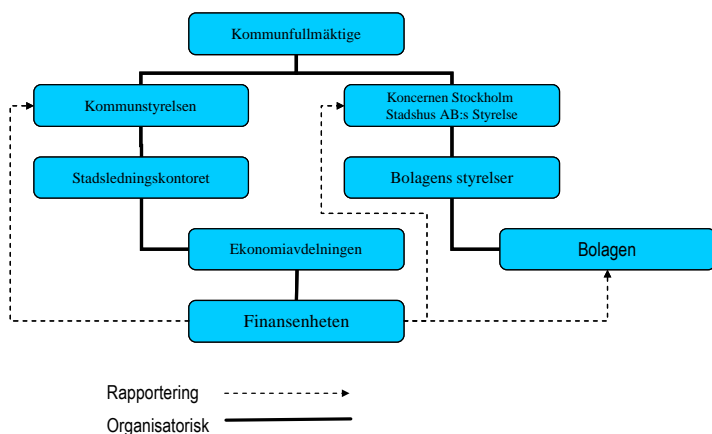 Kommunfullmäktige
Kommunstyrelsen
Koncernen Stockholm
Stadshus AB:s Styrelse
Stadsledningskontoret
Bolagens styrelser
Ekonomiavdelningen
Bolagen
Finansenheten
Rapportering
Organisatorisk